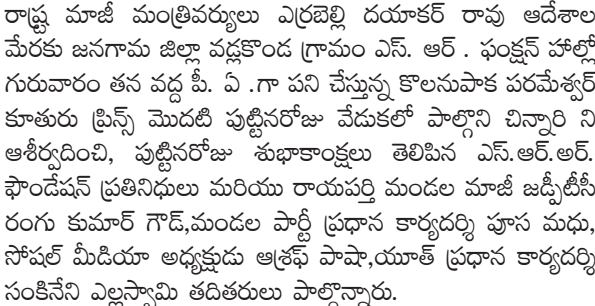 రాష్ట్ర మాజీ మంత్రివర్యులు ఎర్రబెల్లి దయాకర్ రావు ఆదేశాల
మేరకు జనగామ జిల్లా వడ్లకొండ గ్రామం ఎస్. ఆర్ . ఫంక్షన్ హాల్లో
గురువారం తన వద్ద పీ. ఏ .గా పని చేస్తున్న కొలనుపాక పరమేశ్వర్
కూతురు ప్రిన్సి మొదటి పుట్టినరోజు వేడుకలో పాల్గొని చిన్నారి ని
ఆశీర్వదించి, పుట్టినరోజు శుభాకాంక్షలు తెలిపిన ఎస్.ఆర్.అర్.
ఫౌండేషన్ ప్రతినిధులు మరియు రాయపర్తి మండల మాజీ జడ్పీటీసీ
రంగు కుమార్ గౌడ్,మండల పార్టీ ప్రధాన కార్యదర్శి పూస మధు,
సోషల్ మీడియా అధ్యక్షుడు ఆశ్రఫ్ పాషా,యూత్ ప్రధాన కార్యదర్శి
సంకినేని ఎల్లస్వామి తదితరులు పాల్గొన్నారు.